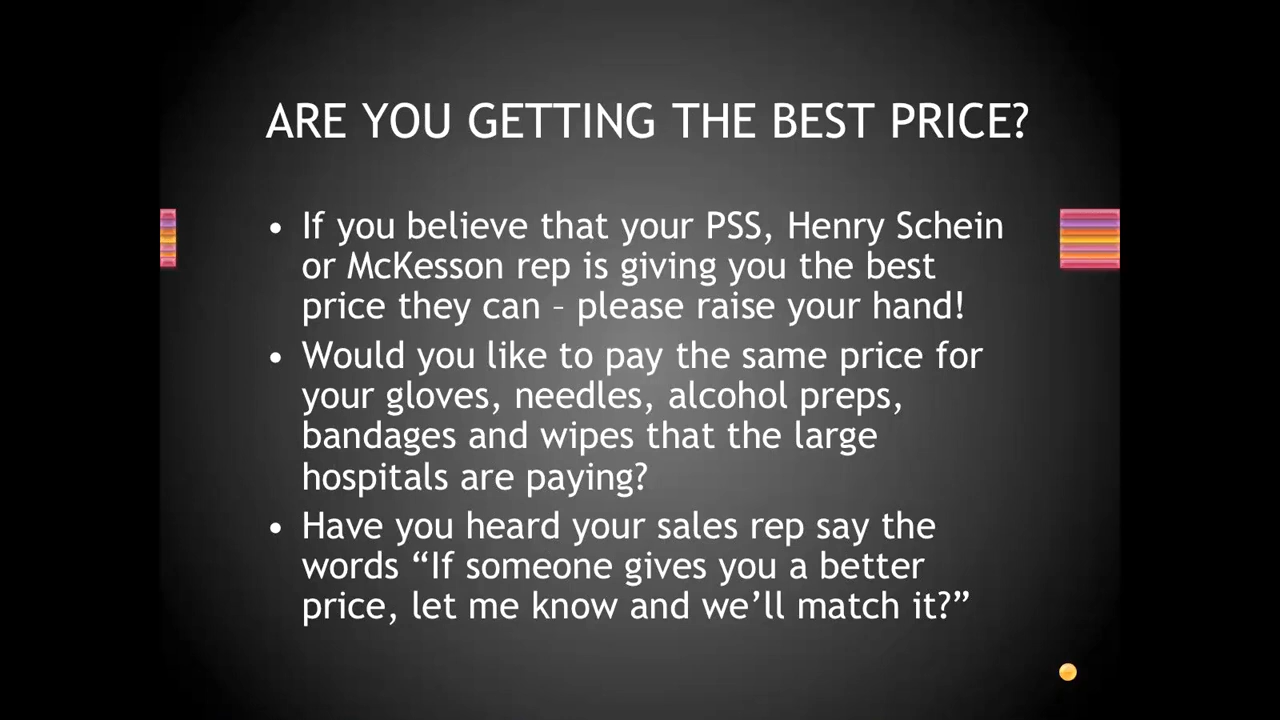 ARE YOU GETTING THE BEST PRICE?
• If you believe that your PSS, Henry Schein
or McKesson rep is giving you the best
price they can – please raise your hand!
• Would you like to pay the same price for
your gloves, needles, alcohol preps,
bandages and wipes that the large
hospitals are paying?
• Have you heard your sales rep say the
words “If someone gives you a better
price, let me know and we’ll match it?”